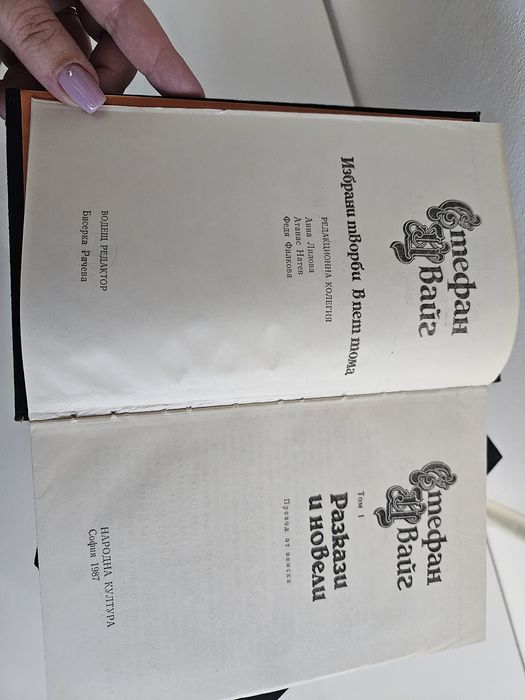 Стефан
Цвайг
Избрани творби В пет тома
РЕДАКЦИОННА КОЛЕГИЯ
Анна Лилова
Атанас Натев
Федя Филкова
ВОДЕЩ РЕДАКТОР
Бисерка Рачева
Стефан
Цвайг
Том 1
Разкази
и новели
Превод от немски
НАРОДНА КУЛТУРА
София 1987